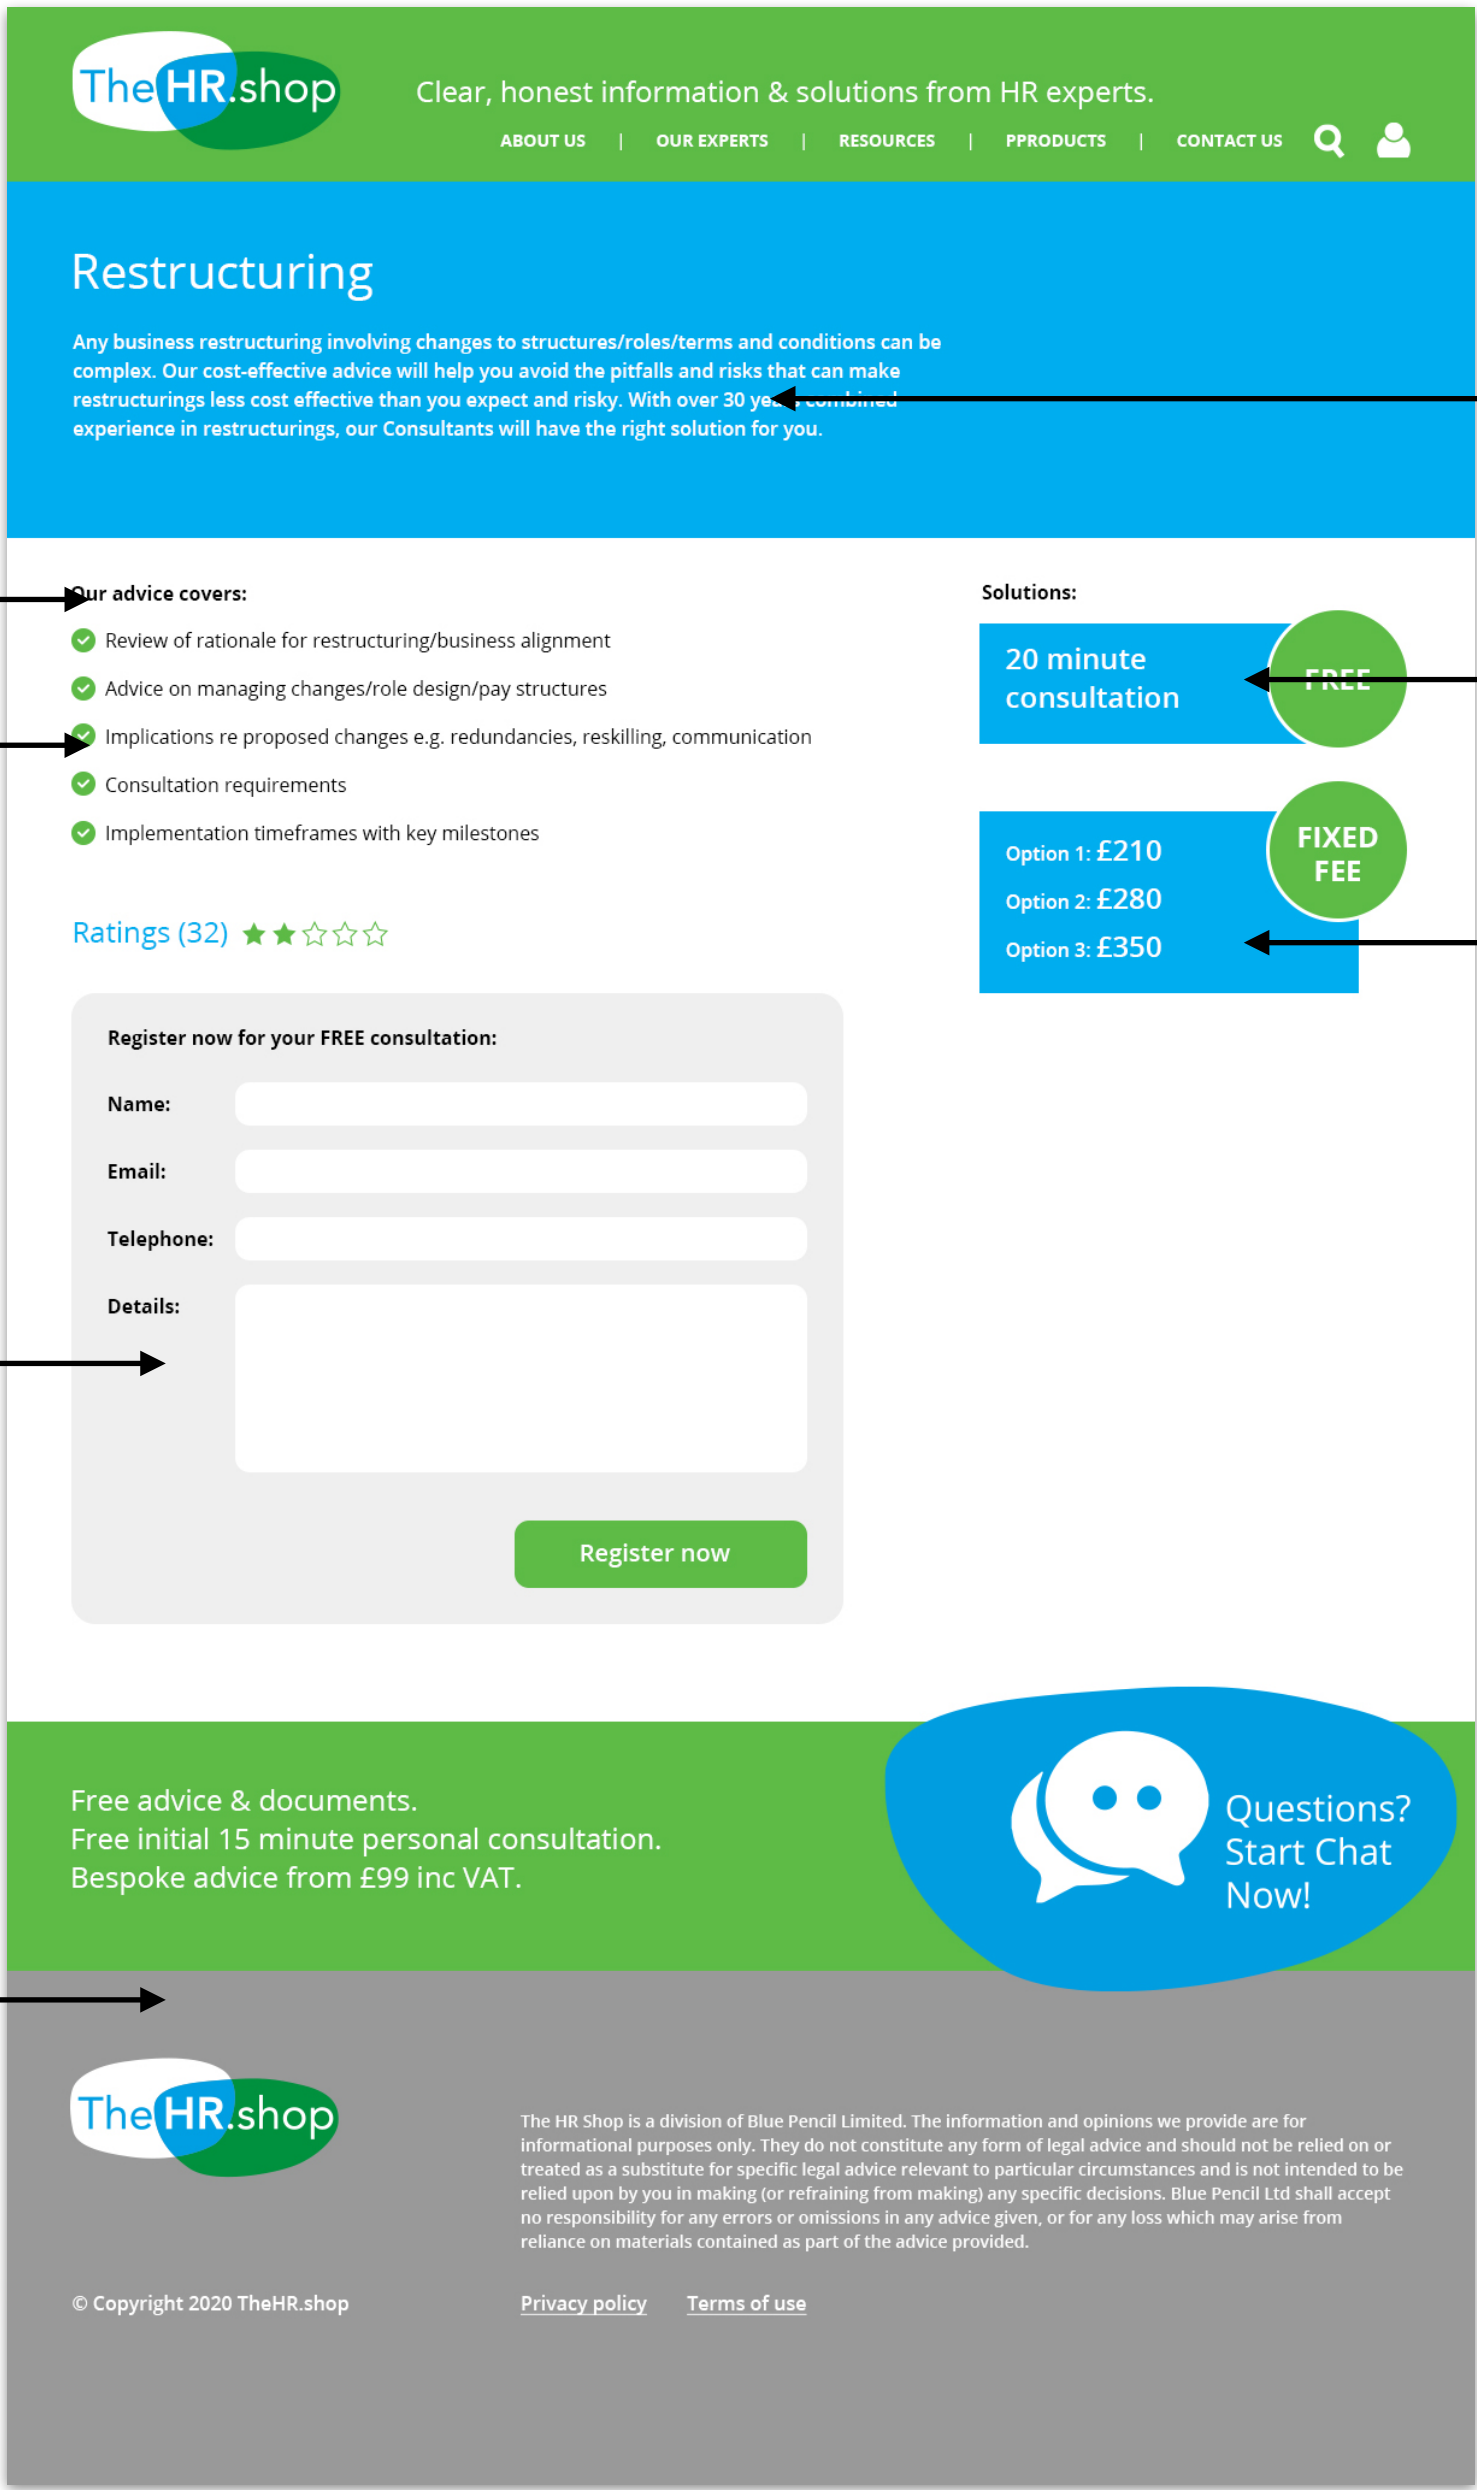 TheHR.shop
Clear, honest information & solutions from HR experts.
ABOUT US | OUR EXPERTS | RESOURCES | PPRODUCTS | CONTACT US
Restructuring
Any business restructuring involving changes to structures/roles/terms and conditions can be
complex. Our cost-effective advice will help you avoid the pitfalls and risks that can make
restructurings less cost effective than you expect and risky. With over 30 years combined
experience in restructurings, our Consultants will have the right solution for you.
Our advice covers:
Review of rationale for restructuring/business alignment
Advice on managing changes/role design/pay structures
Implications re proposed changes e.g. redundancies, reskilling, communication
Consultation requirements
Implementation timeframes with key milestones
Solutions:
20 minute
consultation
FREE
FIXED
FEE
Option 1: £210
Option 2: £280
Option 3: £350
Ratings (32)
Register now for your FREE consultation:
Name:
Email:
Telephone:
Details:
Register now
Free advice & documents.
Free initial 15 minute personal consultation.
Bespoke advice from £99 inc VAT.
Questions?
Start Chat
Now!
TheHR.shop
The HR Shop is a division of Blue Pencil Limited. The information and opinions we provide are for
informational purposes only. They do not constitute any form of legal advice and should not be relied on or
treated as a substitute for specific legal advice relevant to particular circumstances and is not intended to be
relied upon by you in making (or refraining from making) any specific decisions. Blue Pencil Ltd shall accept
no responsibility for any errors or omissions in any advice given, or for any loss which may arise from
reliance on materials contained as part of the advice provided.
© Copyright 2020 TheHR.shop
Privacy policy Terms of use